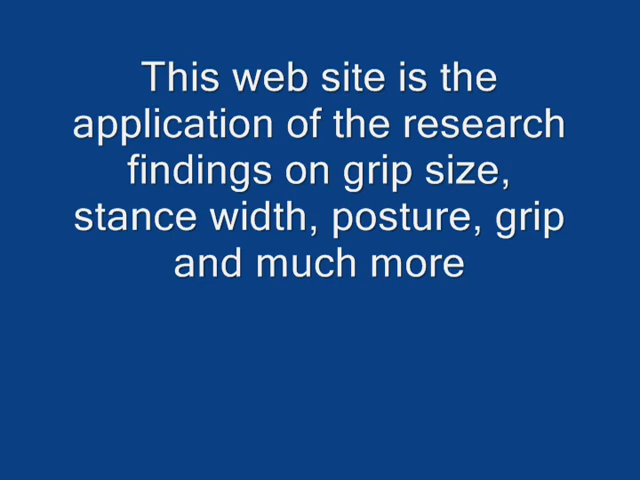 This web site is the
application of the research
findings on grip size,
stance width, posture, grip
and much more